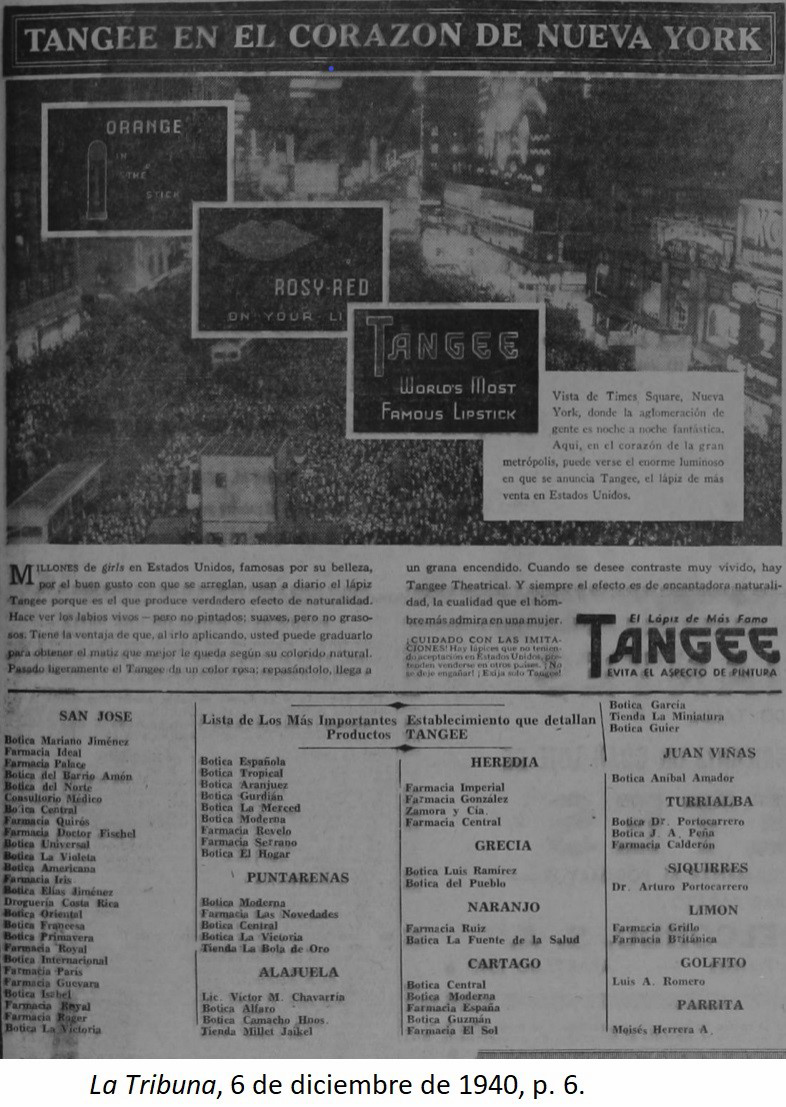 TANGEE EN EL CORAZON DE NUEVA YORK
ORANGE
IN
THE
STICK
ROSY-RED
ON YOUR LI
TANGEE
WORLD'S MOST
FAMOUS LIPSTICK
Vista de Times Square, Nueva
York, donde la aglomeración de
gente es noche a noche fantástica.
Aquí, en el corazón de la gran
metrópolis, puede verse el enorme luminoso
en que se anuncia Tangee, el lápiz de más
venta en Estados Unidos.
MILLONES de girls en Estados Unidos, famosas por su belleza,
por el buen gusto con que se arreglan, usan a diario el lápiz
Tangee porque es el que produce verdadero efecto de naturalidad.
Hace ver los labios vivos — pero no pintados; suaves, pero no graso-
sos. Tiene la ventaja de que, al irlo aplicando, usted puede graduarlo
para obtener el matiz que mejor le queda según su colorido natural.
Pasado ligeramente el Tangee da un color rosa; repasándolo, llega a
un grana encendido. Cuando se desee contraste muy vívido, hay
Tangee Theatrical. Y siempre el efecto es de encantadora naturali-
dad, la cualidad que el hom-
bre más admira en una mujer.
¡CUIDADO CON LAS IMITA-
CIONES! Hay lápices que no tenien-
do aceptación en Estados Unidos, pre-
tenden venderse en otros países. ¡No
se deje engañar! ¡Exija solo Tangee!
El Lápiz de Más Fama
TANGEE
EVITA EL ASPECTO DE PINTURA
Lista de Los Más Importantes Establecimiento que detallan
Productos TANGEE
SAN JOSE
Botica Mariano Jiménez
Farmacia Ideal
Farmacia Palace
Botica del Barrio Amón
Botica del Norte
Consultorio Médico
Botica Central
Farmacia Quirós
Farmacia Doctor Fischel
Botica Universal
Botica La Violeta
Botica Americana
Farmacia Iris
Botica Elías Jiménez
Droguería Costa Rica
Botica Oriental
Botica Francesa
Botica Primavera
Farmacia Royal
Botica Internacional
Farmacia París
Farmacia Guevara
Botica Isabel
Farmacia Royal
Farmacia Roger
Botica La Victoria
Botica Española
Botica Tropical
Botica Aranjuez
Botica Gurdián
Botica La Merced
Botica Moderna
Farmacia Revelo
Farmacia Serrano
Botica El Hogar
PUNTARENAS
Botica Moderna
Farmacia Las Novedades
Botica Central
Botica La Victoria
Tienda La Bola de Oro
ALAJUELA
Lic. Víctor M. Chavarría
Botica Alfaro
Botica Camacho Hnos.
Tienda Millet Jaikel
HEREDIA
Farmacia Imperial
Farmacia González
Zamora y Cía.
Farmacia Central
GRECIA
Botica Luis Ramírez
Botica del Pueblo
NARANJO
Farmacia Ruiz
Batica La Fuente de la Salud
CARTAGO
Botica Central
Botica Moderna
Farmacia España
Botica Guzmán
Farmacia El Sol
Botica García
Tienda La Miniatura
Botica Guier
JUAN VIÑAS
Botica Anibal Amador
TURRIALBA
Botica Dr. Portocarrero
Botica J. A. Peña
Farmacia Calderón
SIQUIRRES
Dr. Arturo Portocarrero
LIMON
Farmacia Grillo
Farmacia Británica
GOLFITO
Luis A. Romero
PARRITA
Moisés Herrera A.
La Tribuna, 6 de diciembre de 1940, p. 6.